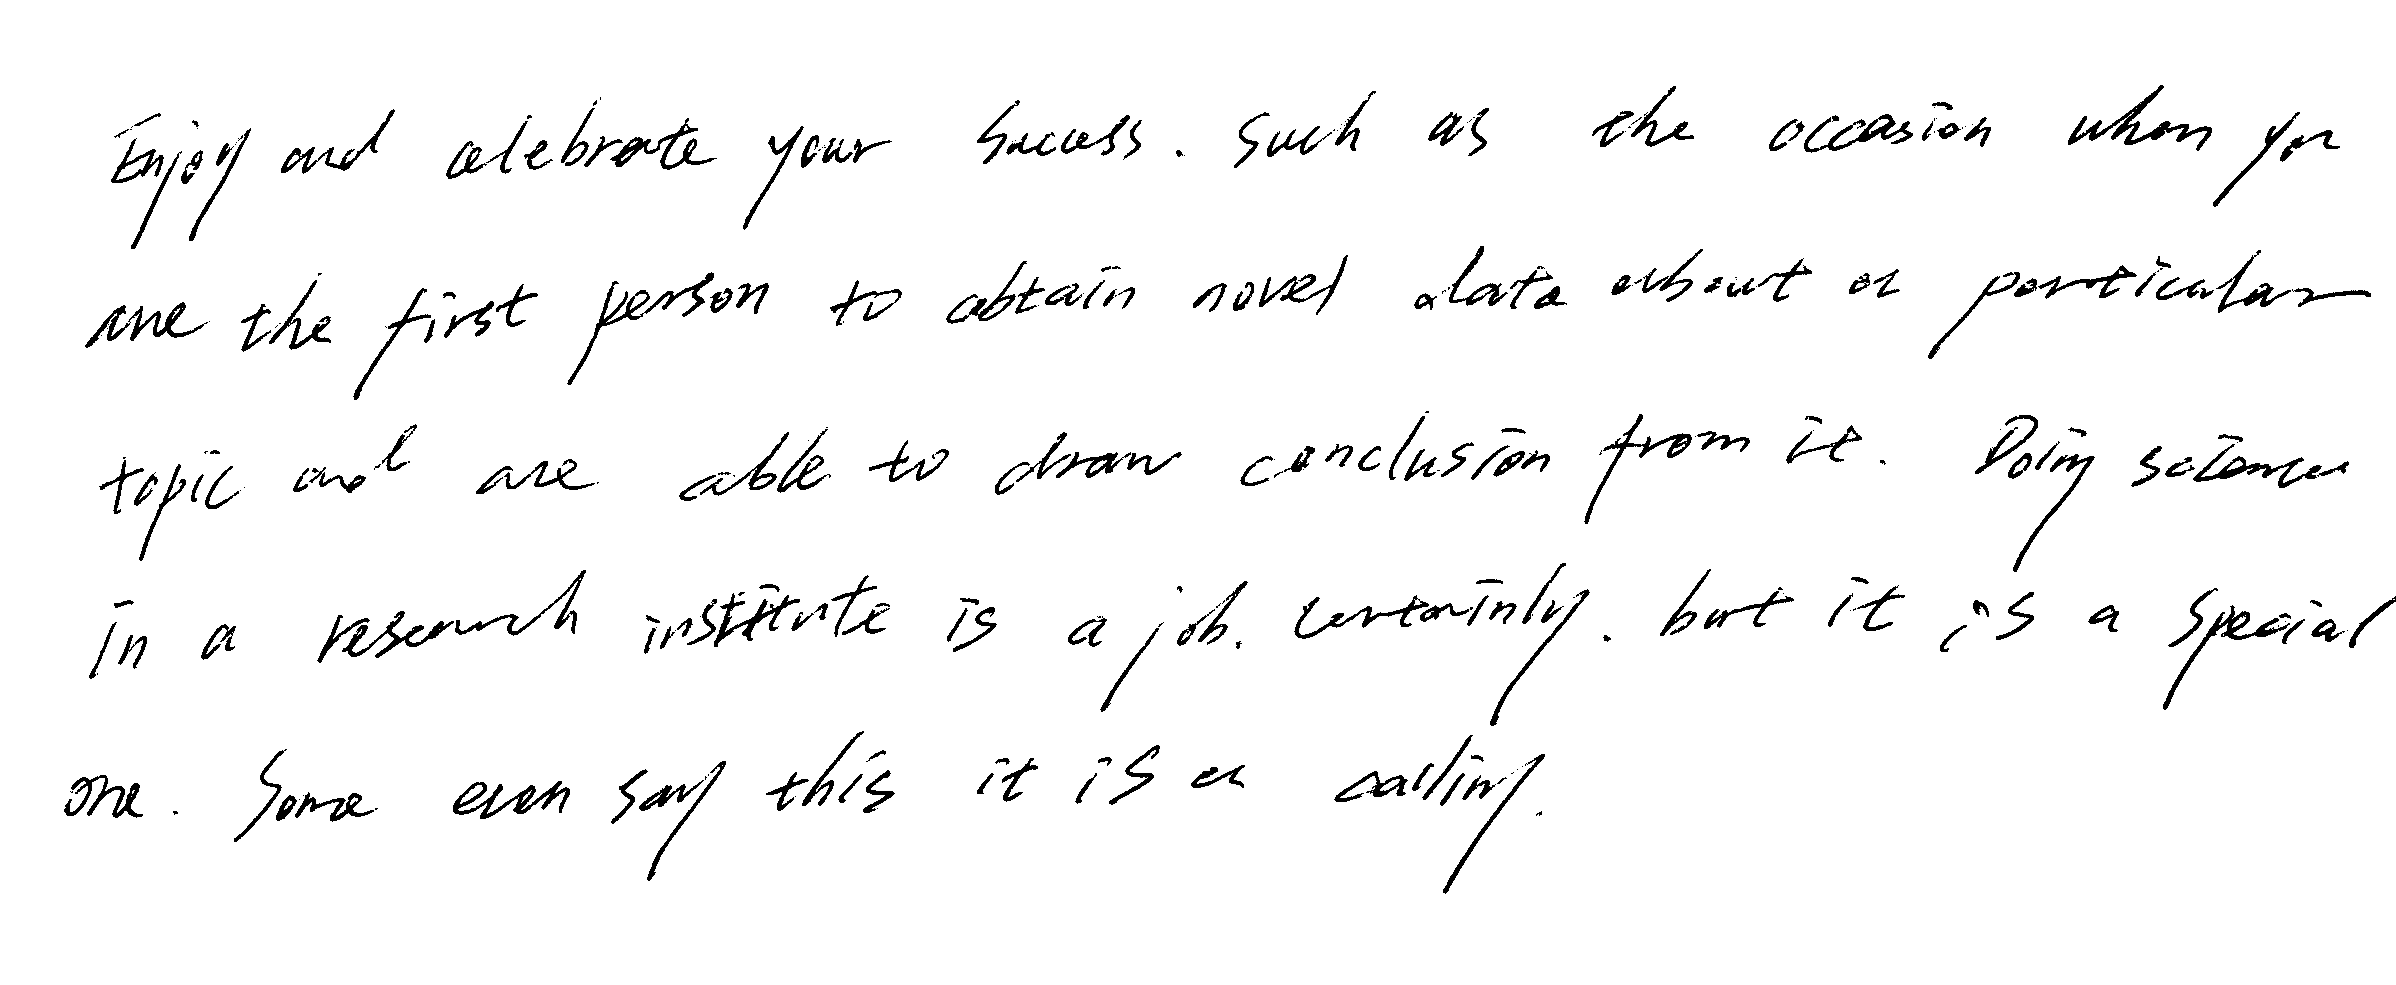 Enjoy and celebrate your success. Such as the occasion when you
are the first person to obtain novel data about a particular
topic and are able to draw conclusion from it. Doing science
in a research institute is a job. certainly. but it is a special
one. Some even say this it is a calling.